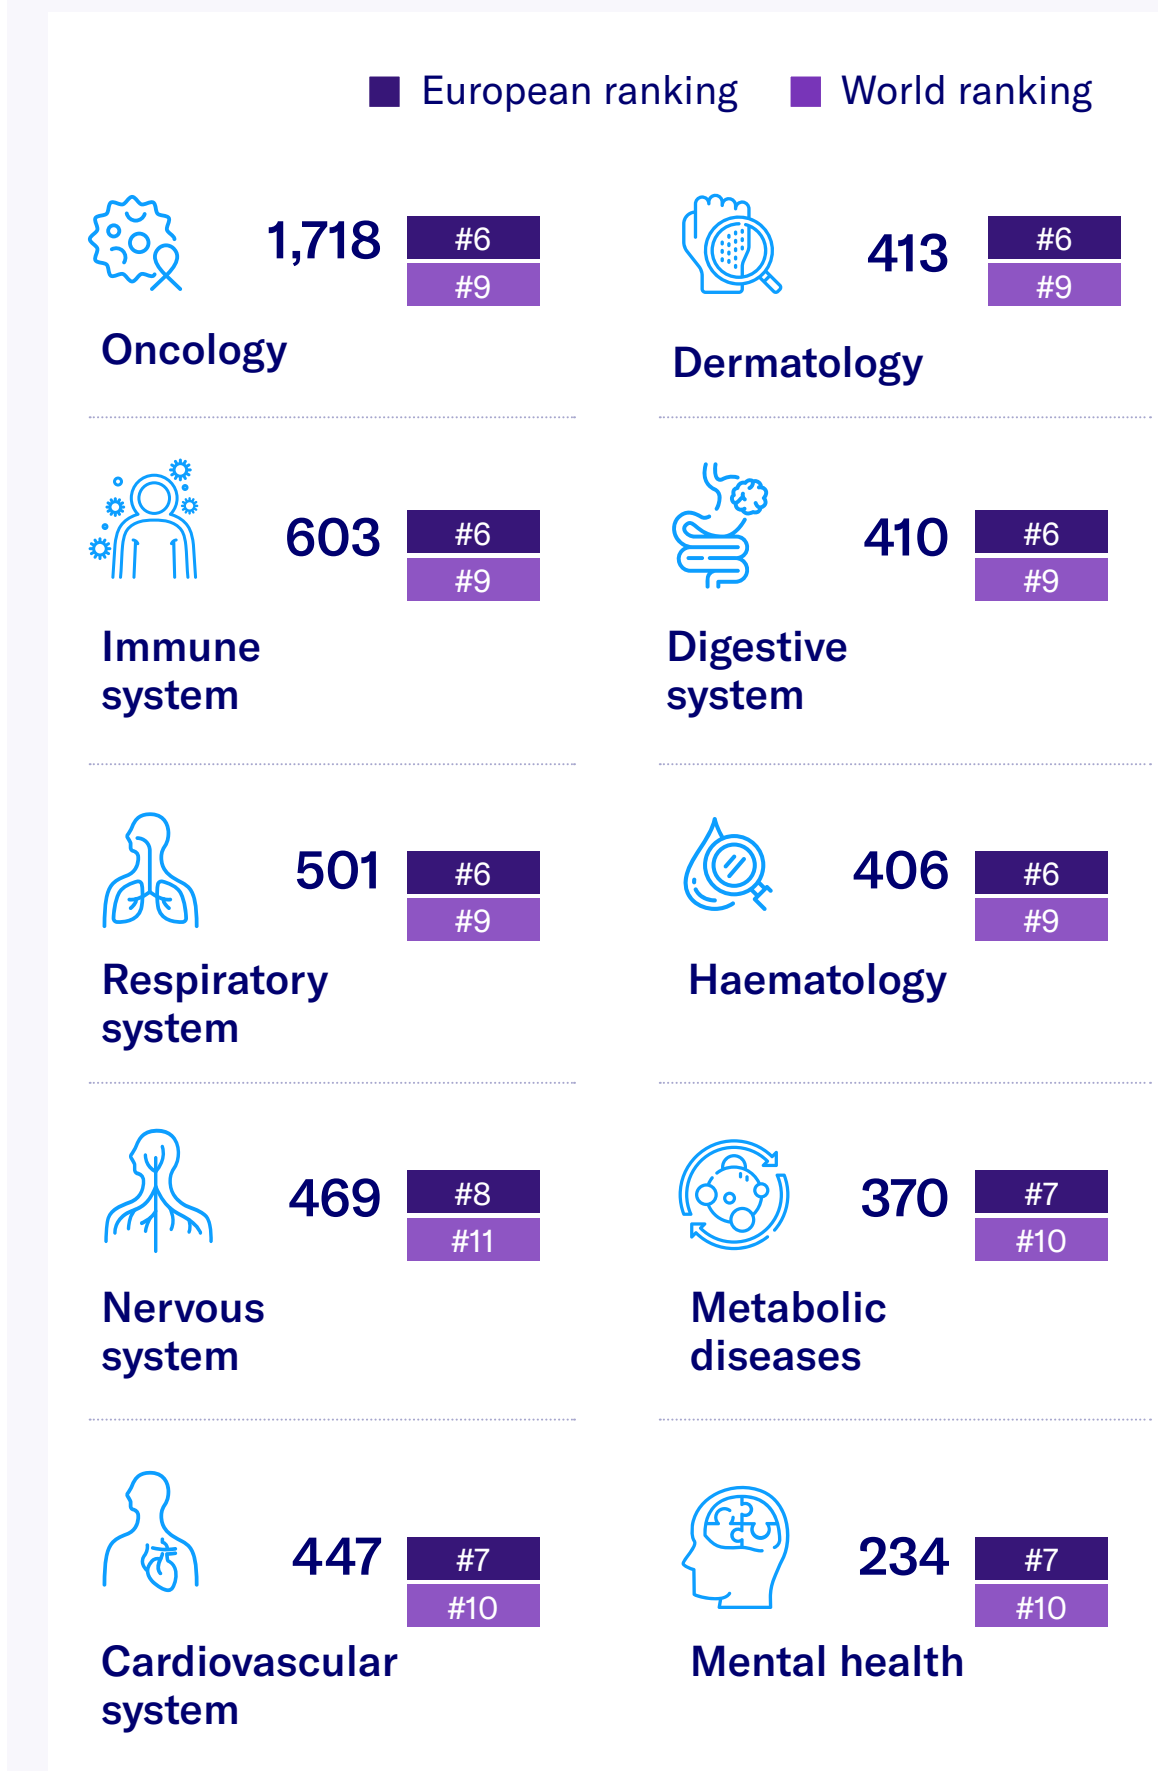 European ranking
World ranking
1,718
#6
#9
Oncology
413
#6
#9
Dermatology
603
#6
#9
Immune
system
410
#6
#9
Digestive
system
501
#6
#9
Respiratory
system
406
#6
#9
Haematology
469
#8
#11
Nervous
system
370
#7
#10
Metabolic
diseases
447
#7
#10
Cardiovascular
system
234
#7
#10
Mental health